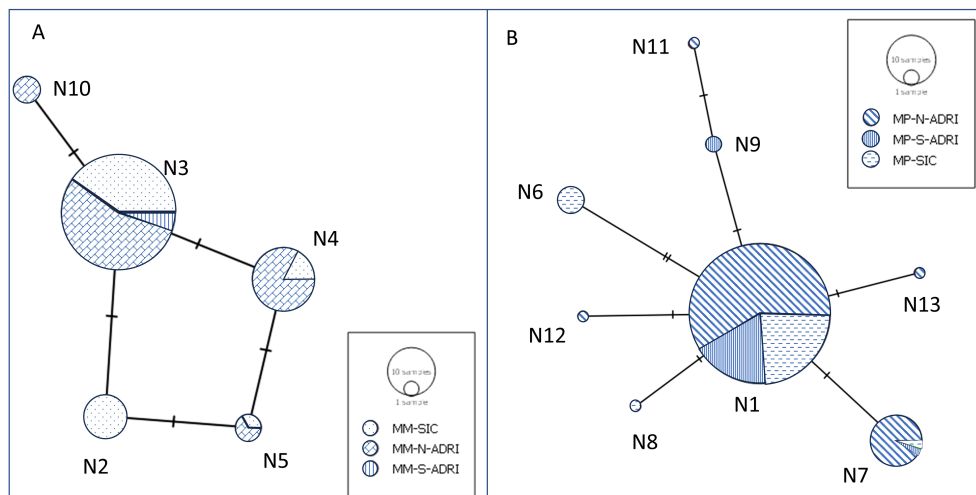 A
N10
N3
N4
N2
N5
10 samples
1 sample
MM-SIC
MM-N-ADRI
MM-S-ADRI
B
N11
N9
N6
N12
N13
N8
N1
N7
10 samples
1 sample
MP-N-ADRI
MP-S-ADRI
MP-SIC